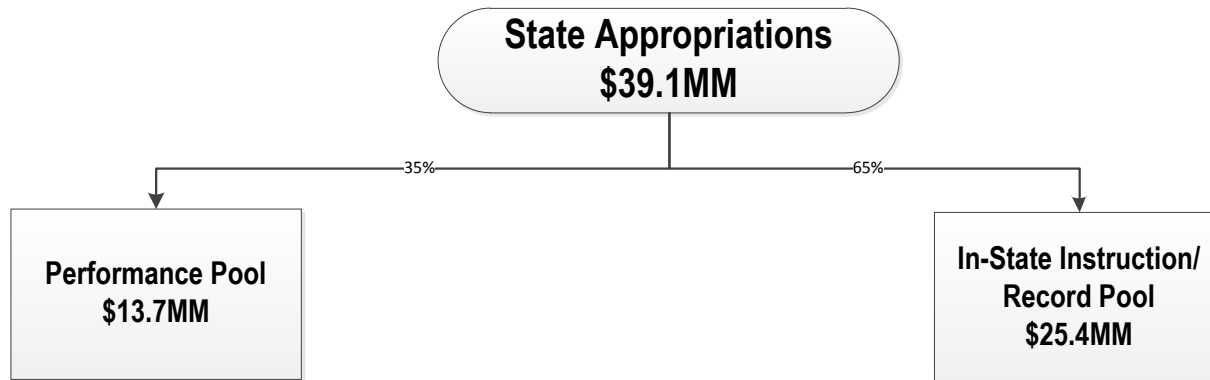 State Appropriations
$39.1MM
35%
65%
Performance Pool
$13.7MM
In-State Instruction/
Record Pool
$25.4MM